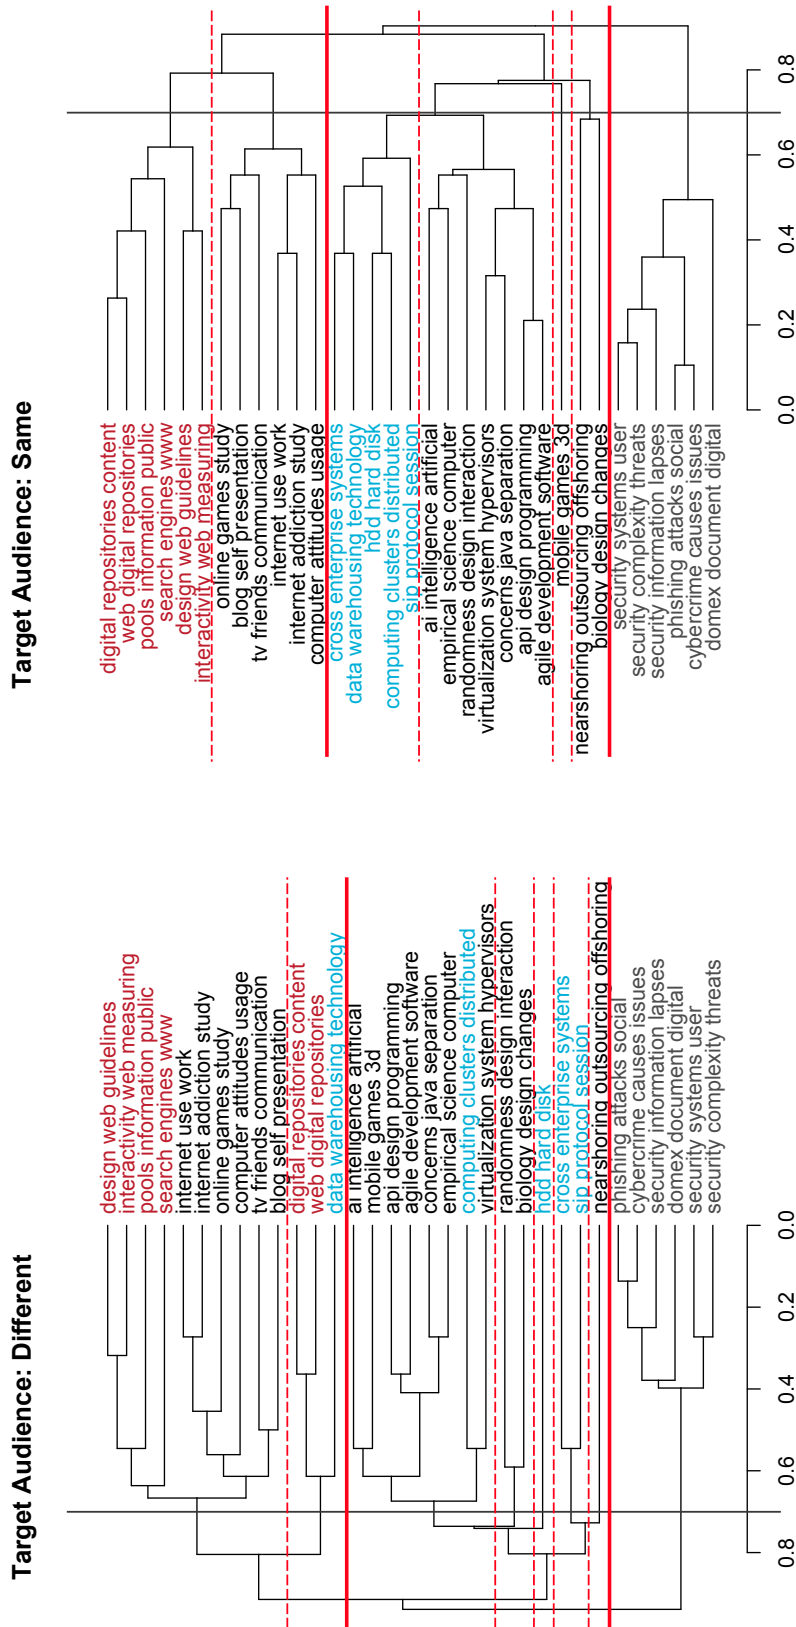 Target Audience: Same
digital repositories content
web digital repositories
pools information public
search engines www
design web guidelines
interactivity web measuring
online games study
blog self presentation
tv friends communication
internet use work
internet addiction study
computer attitudes usage
cross enterprise systems
data warehousing technology
hdd hard disk
computing clusters distributed
sip protocol session
ai intelligence artificial
empirical science computer
randomness design interaction
virtualization system hypervisors
concerns java separation
api design programming
agile development software
mobile games 3d
nearshoring outsourcing offshoring
biology design changes
security systems user
security complexity threats
security information lapses
phishing attacks social
cybercrime causes issues
domex document digital
0.0 0.2 0.4 0.6 0.8
Target Audience: Different
design web guidelines
interactivity web measuring
pools information public
search engines www
internet use work
internet addiction study
online games study
computer attitudes usage
tv friends communication
blog self presentation
digital repositories content
web digital repositories
data warehousing technology
ai intelligence artificial
mobile games 3d
api design programming
agile development software
concerns java separation
empirical science computer
computing clusters distributed
virtualization system hypervisors
randomness design interaction
biology design changes
hdd hard disk
cross enterprise systems
sip protocol session
nearshoring outsourcing offshoring
phishing attacks social
cybercrime causes issues
security information lapses
domex document digital
security systems user
security complexity threats
0.8 0.6 0.4 0.2 0.0